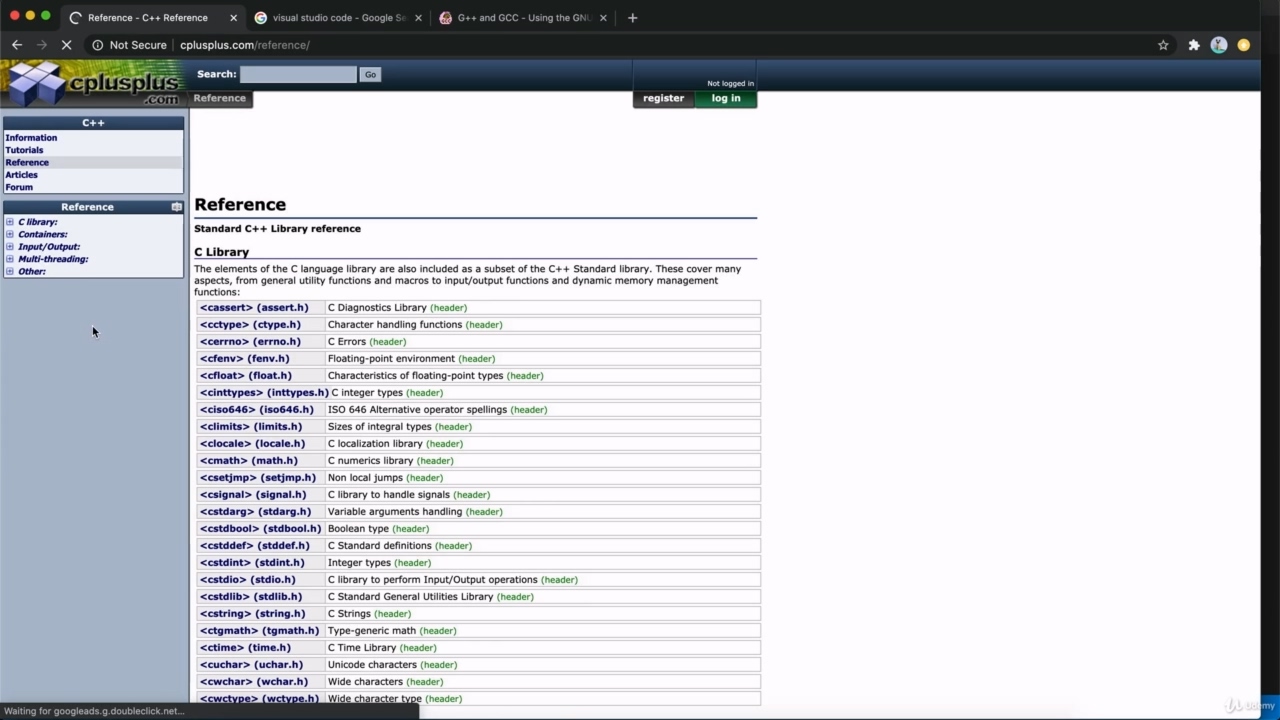 Reference - C++ Reference
visual studio code - Google Se
G++ and GCC - Using the GNU
Not Secure
cplusplus.com/reference/
cplusplus
.com
Search:
Go
Not logged in
Reference
register
log in
C++
Information
Tutorials
Reference
Articles
Forum
Reference
C library:
Containers:
Input/Output:
Multi-threading:
Other:
Reference
Standard C++ Library reference
C Library
The elements of the C language library are also included as a subset of the C++ Standard library. These cover many
aspects, from general utility functions and macros to input/output functions and dynamic memory management
functions:
<cassert> (assert.h) C Diagnostics Library (header)
<cctype> (ctype.h) Character handling functions (header)
<cerrno> (errno.h) C Errors (header)
<cfenv> (fenv.h) Floating-point environment (header)
<cfloat> (float.h) Characteristics of floating-point types (header)
<cinttypes> (inttypes.h) C integer types (header)
<ciso646> (iso646.h) ISO 646 Alternative operator spellings (header)
<climits> (limits.h) Sizes of integral types (header)
<clocale> (locale.h) C localization library (header)
<cmath> (math.h) C numerics library (header)
<csetjmp> (setjmp.h) Non local jumps (header)
<csignal> (signal.h) C library to handle signals (header)
<cstdarg> (stdarg.h) Variable arguments handling (header)
<cstdbool> (stdbool.h) Boolean type (header)
<cstddef> (stddef.h) C Standard definitions (header)
<cstdint> (stdint.h) Integer types (header)
<cstdio> (stdio.h) C library to perform Input/Output operations (header)
<cstdlib> (stdlib.h) C Standard General Utilities Library (header)
<cstring> (string.h) C Strings (header)
<ctgmath> (tgmath.h) Type-generic math (header)
<ctime> (time.h) C Time Library (header)
<cuchar> (uchar.h) Unicode characters (header)
<cwchar> (wchar.h) Wide characters (header)
<cwctype> (wctype.h) Wide character type (header)
Waiting for googleads.g.doubleclick.net...
Udemy